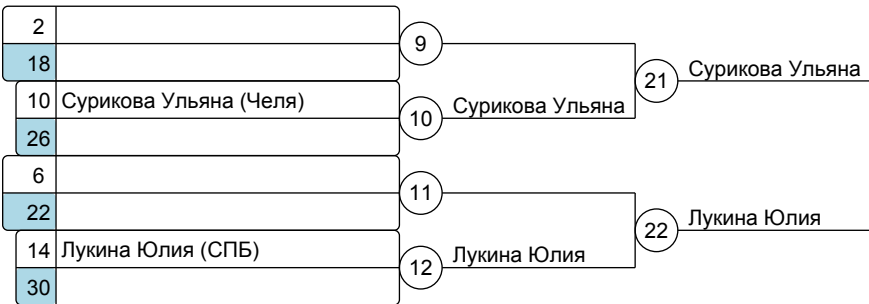 2
9
18
21 Сурикова Ульяна
10 Сурикова Ульяна (Челя)
10 Сурикова Ульяна
26
6
11
22
22 Лукина Юлия
14 Лукина Юлия (СПБ)
12 Лукина Юлия
30